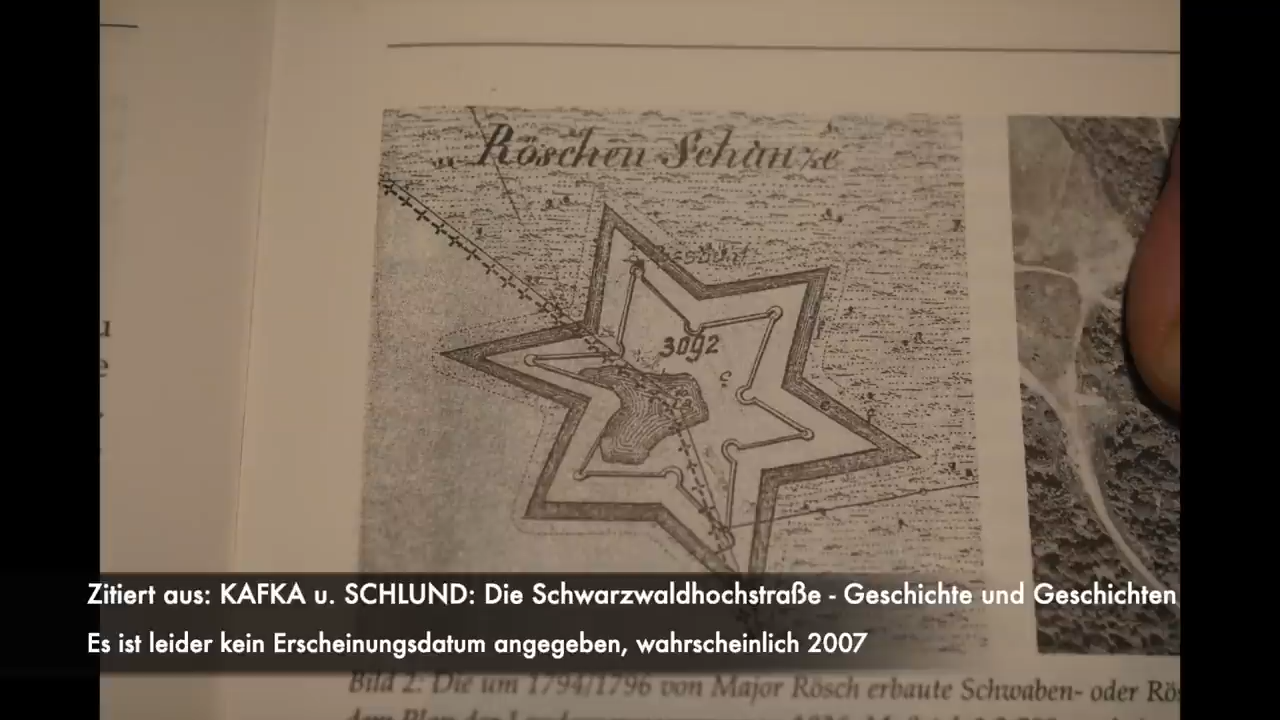 Röschen Schanze
3092
c
Zitiert aus: KAFKA u. SCHLUND: Die Schwarzwaldhochstraße - Geschichte und Geschichten
Es ist leider kein Erscheinungsdatum angegeben, wahrscheinlich 2007
Bild 2: Die um 1794/1796 von Major Rösch erbaute Schwaben- oder Rös